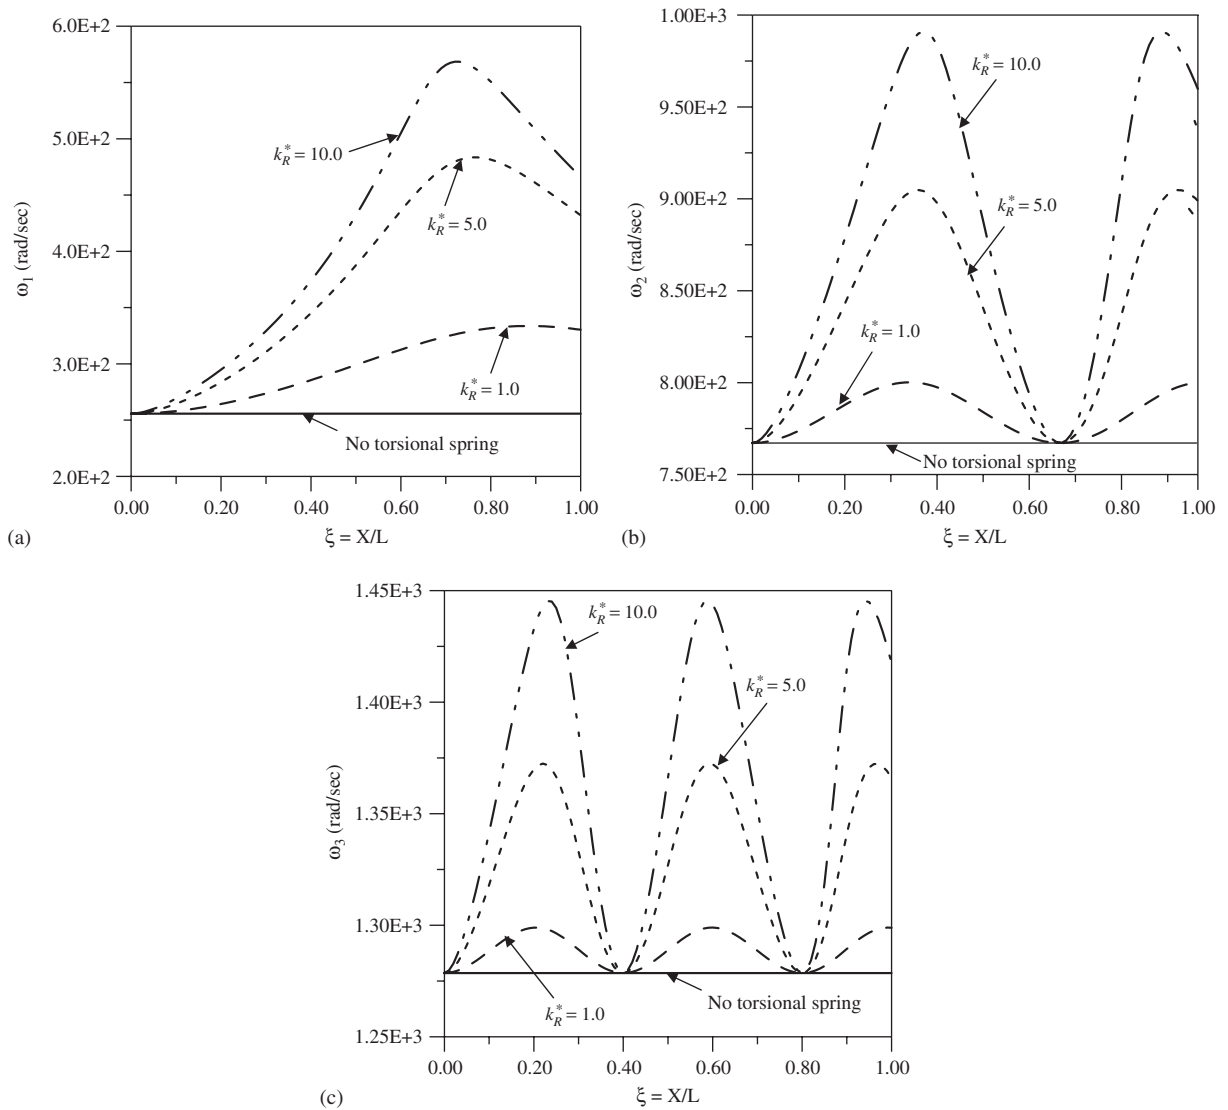 6.0E+2
5.0E+2
4.0E+2
3.0E+2
2.0E+2
ω₁ (rad/sec)
k*R = 10.0
k*R = 5.0
k*R = 1.0
No torsional spring
0.00 0.20 0.40 0.60 0.80 1.00
ξ = X/L
(a)
1.00E+3
9.50E+2
9.00E+2
8.50E+2
8.00E+2
7.50E+2
ω₂ (rad/sec)
k*R = 10.0
k*R = 5.0
k*R = 1.0
No torsional spring
0.00 0.20 0.40 0.60 0.80 1.00
ξ = X/L
(b)
1.45E+3
1.40E+3
1.35E+3
1.30E+3
1.25E+3
ω₃ (rad/sec)
k*R = 10.0
k*R = 5.0
k*R = 1.0
No torsional spring
0.00 0.20 0.40 0.60 0.80 1.00
ξ = X/L
(c)